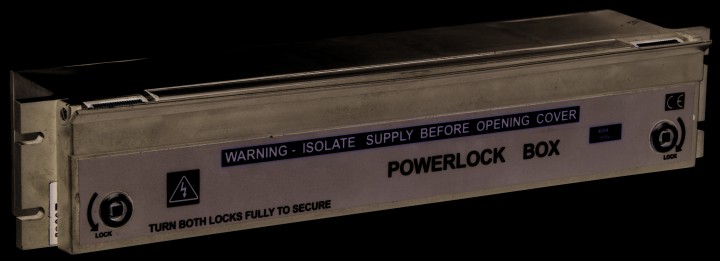 CE
WARNING - ISOLATE SUPPLY BEFORE OPENING COVER
POWERLOCK BOX
LOCK
TURN BOTH LOCKS FULLY TO SECURE
LOCK